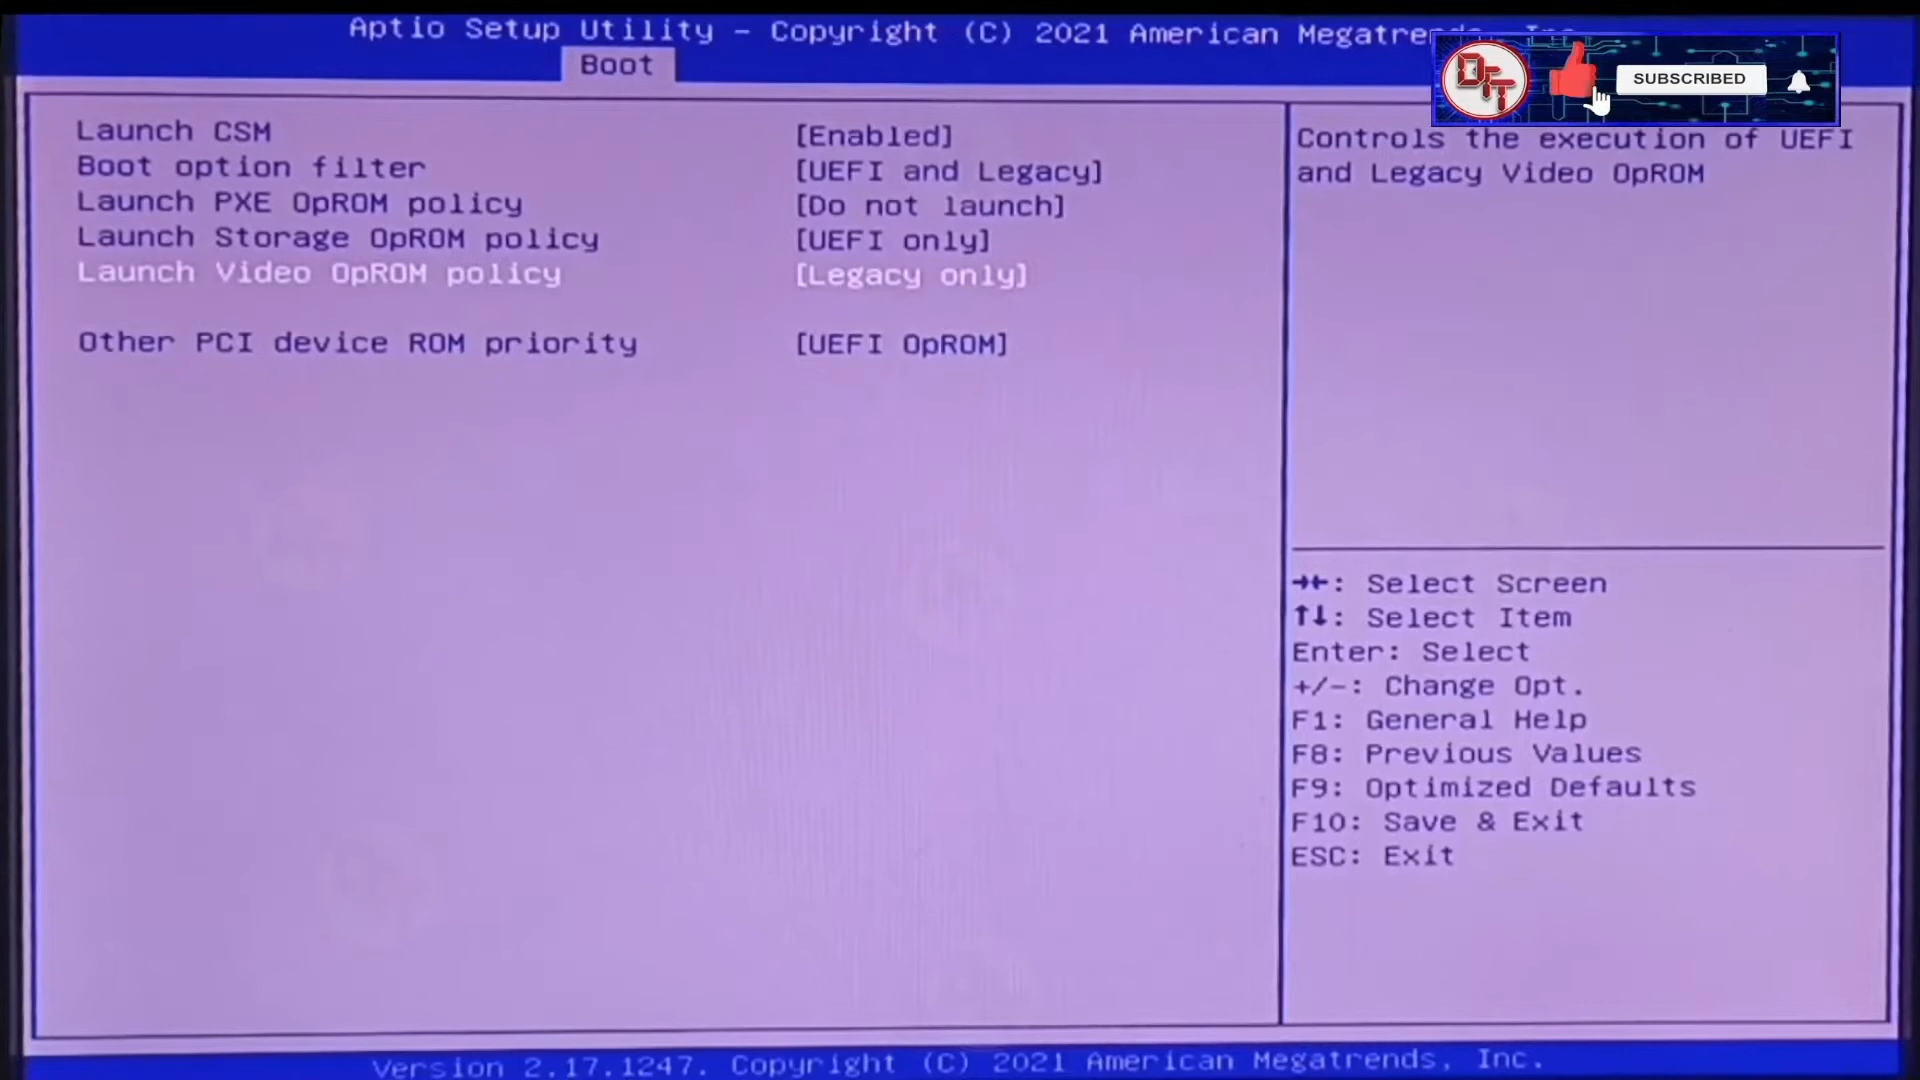 Aptio Setup Utility - Copyright (C) 2021 American Megatre
Boot
DTT
SUBSCRIBED
Launch CSM [Enabled]
Boot option filter [UEFI and Legacy]
Launch PXE OpROM policy [Do not launch]
Launch Storage OpROM policy [UEFI only]
Launch Video OpROM policy [Legacy only]
Other PCI device ROM priority [UEFI OpROM]
Controls the execution of UEFI
and Legacy Video OpROM
→←: Select Screen
↑↓: Select Item
Enter: Select
+/-: Change Opt.
F1: General Help
F8: Previous Values
F9: Optimized Defaults
F10: Save & Exit
ESC: Exit
Version 2.17.1247. Copyright (C) 2021 American Megatrends, Inc.